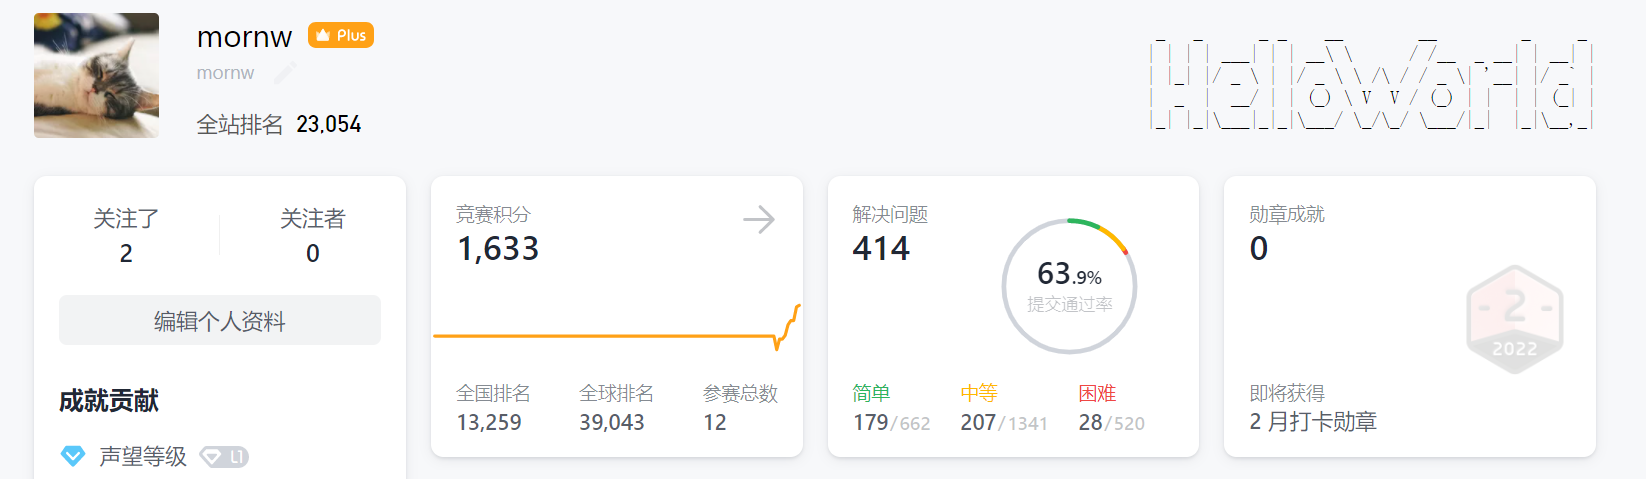 mornw Plus
mornw
全站排名 23,054
HelloWorld
关注了 关注者
2 0
编辑个人资料
成就贡献
声望等级 L1
竞赛积分
1,633
全国排名 全球排名 参赛总数
13,259 39,043 12
解决问题
414
63.9%
提交通过率
简单 中等 困难
179/662 207/1341 28/520
勋章成就
0
2
2022
即将获得
2 月打卡勋章